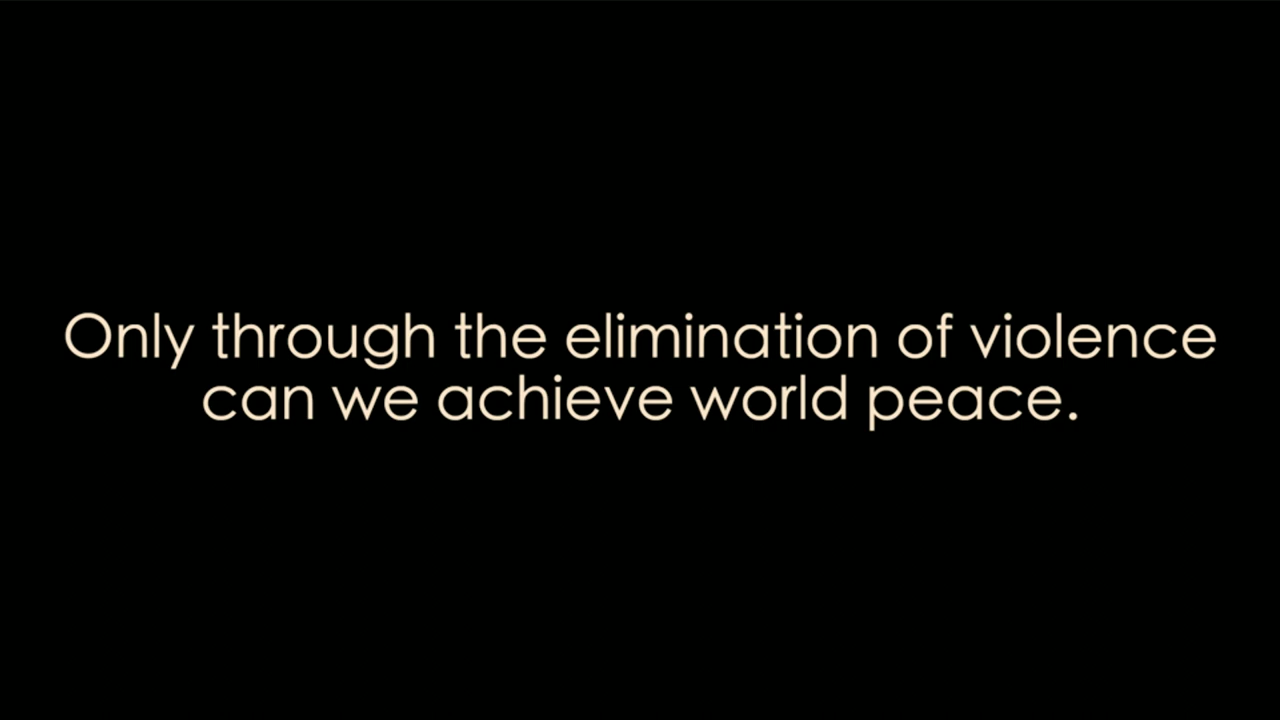 Only through the elimination of violence
can we achieve world peace.